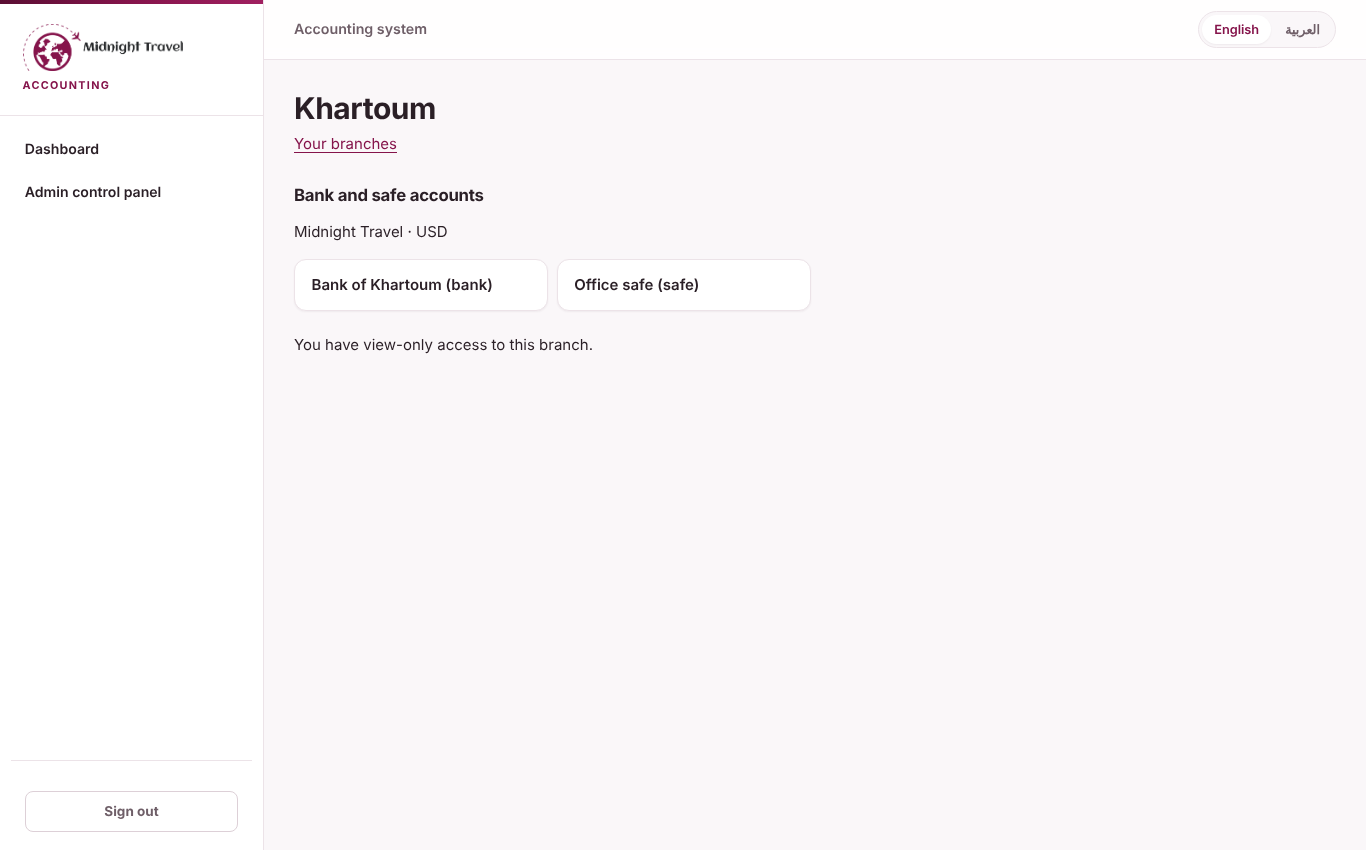 Midnight Travel
ACCOUNTING
Dashboard
Admin control panel
Sign out
Accounting system
English
العربية
Khartoum
Your branches
Bank and safe accounts
Midnight Travel · USD
Bank of Khartoum (bank)
Office safe (safe)
You have view-only access to this branch.